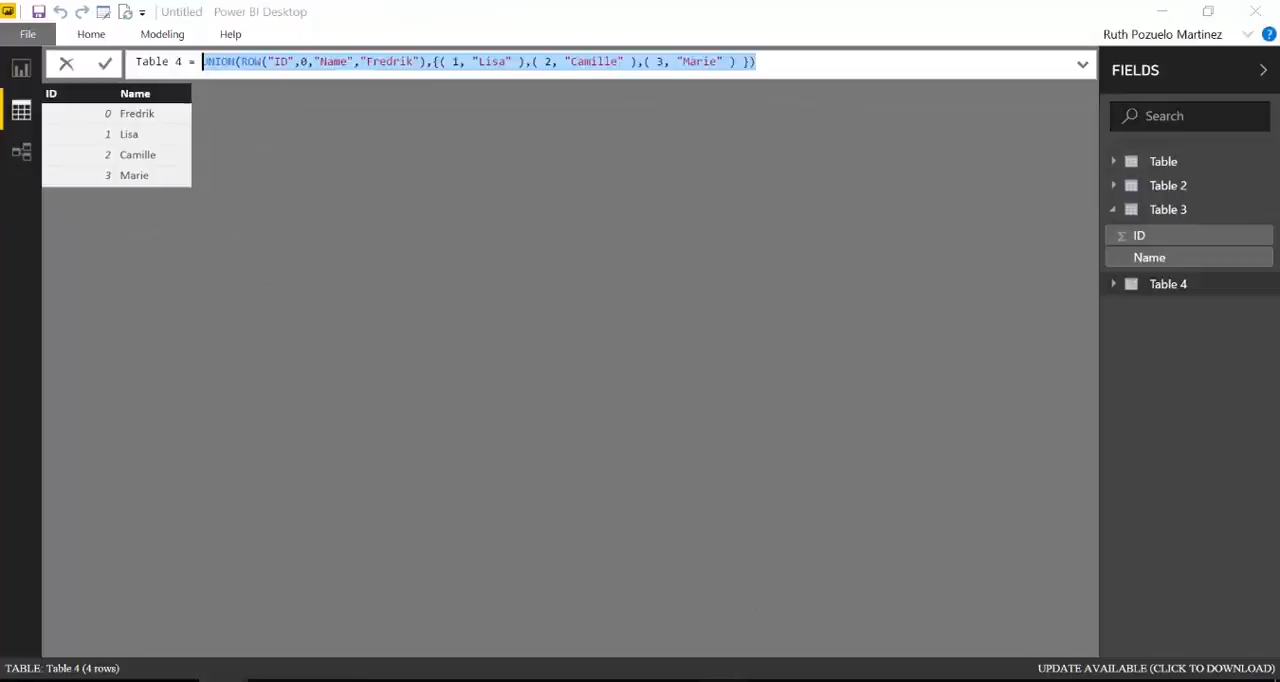 Untitled Power BI Desktop
File Home Modeling Help Ruth Pozuelo Martinez ?
Table 4 = UNION(ROW("ID",0,"Name","Fredrik"),{( 1, "Lisa" ),( 2, "Camille" ),( 3, "Marie" ) })
FIELDS
Search
ID Name
0 Fredrik
1 Lisa
2 Camille
3 Marie
Table
Table 2
Table 3
Σ ID
Name
Table 4
TABLE: Table 4 (4 rows) UPDATE AVAILABLE (CLICK TO DOWNLOAD)